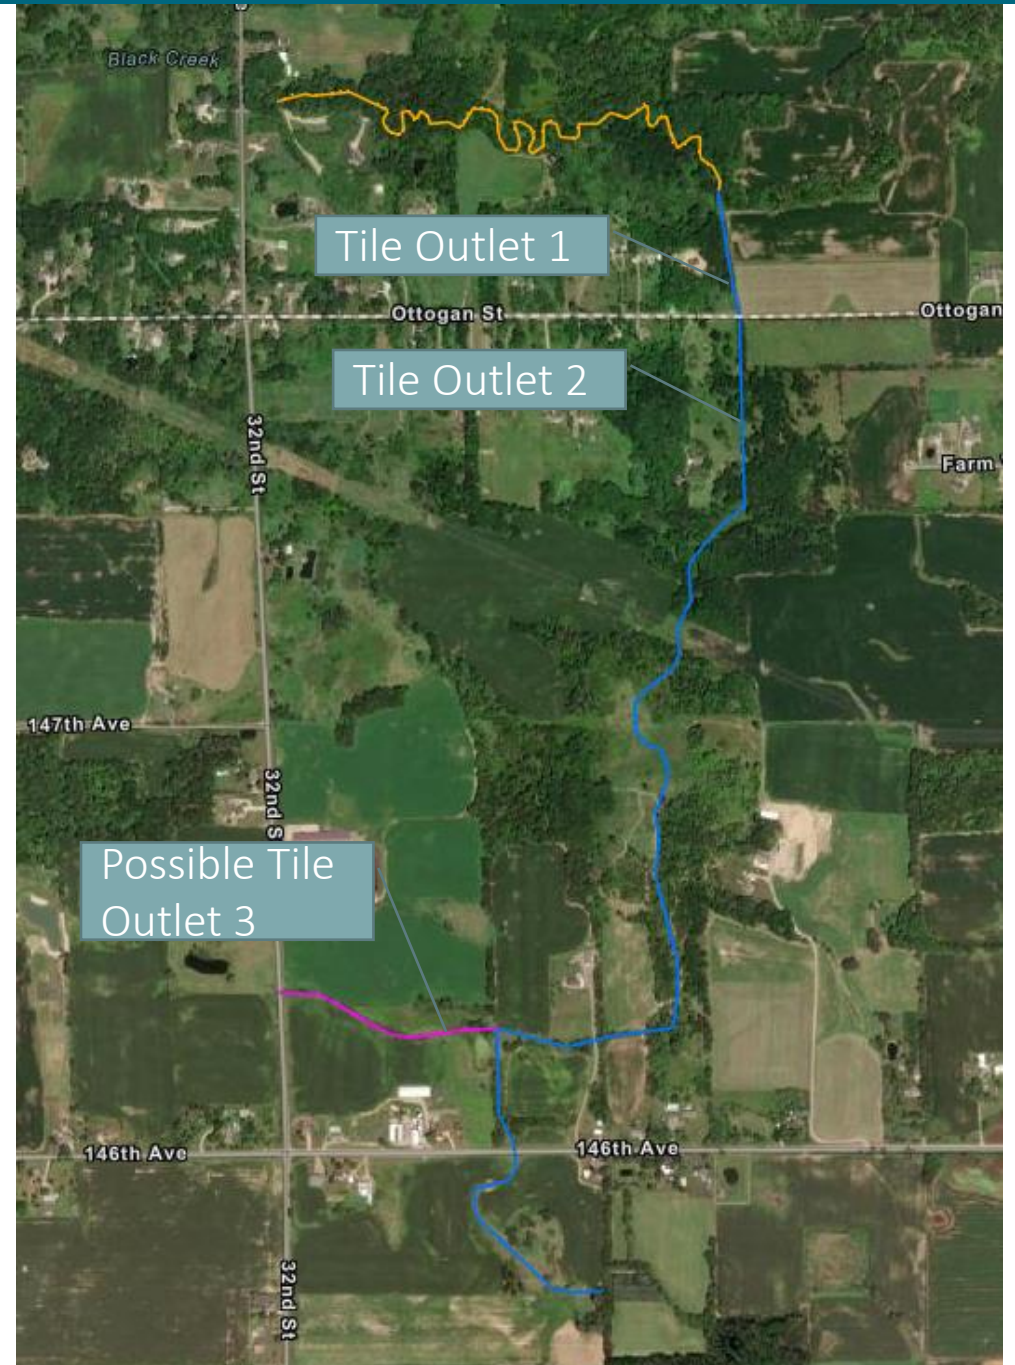 Black Creek
Tile Outlet 1
Ottogan St
Ottogan
Tile Outlet 2
32nd St
Farm
147th Ave
32nd S
Possible Tile
Outlet 3
146th Ave
146th Ave
32nd St